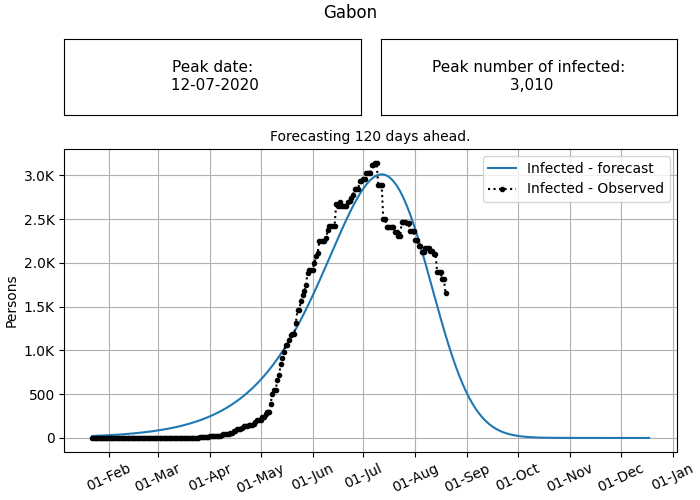 Gabon
Peak date:
12-07-2020
Peak number of infected:
3,010
Forecasting 120 days ahead.
Infected - forecast
Infected - Observed
Persons
3.0K
2.5K
2.0K
1.5K
1.0K
500
0
01-Feb
01-Mar
01-Apr
01-May
01-Jun
01-Jul
01-Aug
01-Sep
01-Oct
01-Nov
01-Dec
01-Jan